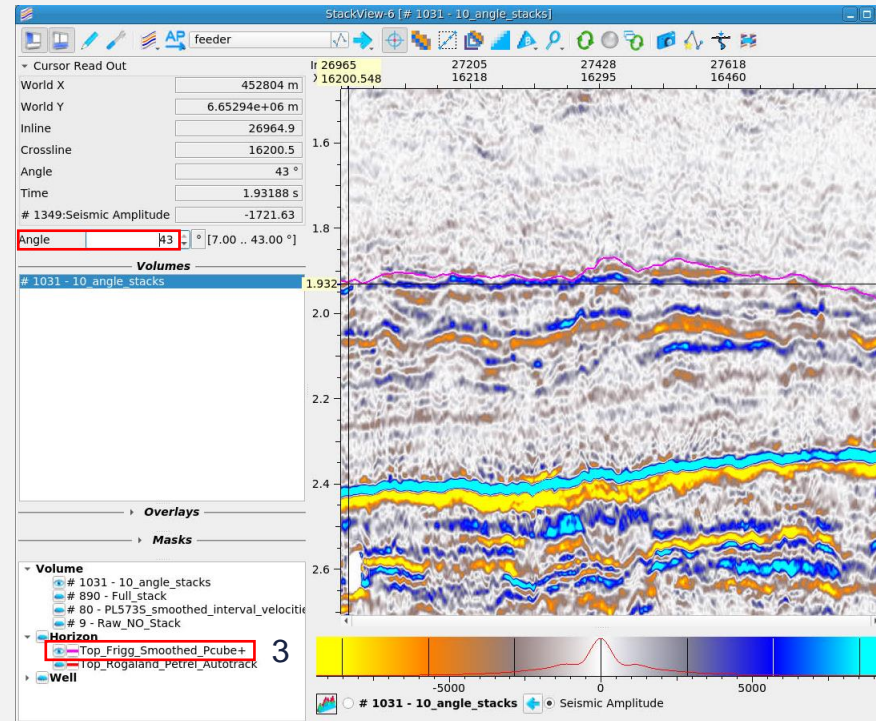 StackView-6 [# 1031 - 10_angle_stacks]
AP feeder
Cursor Read Out
World X 452804 m
World Y 6.65294e+06 m
Inline 26964.9
Crossline 16200.5
Angle 43 °
Time 1.93188 s
# 1349:Seismic Amplitude -1721.63
Angle 43 ° [7.00 .. 43.00 °]
Volumes
# 1031 - 10_angle_stacks
Overlays
Masks
Volume
# 1031 - 10_angle_stacks
# 890 - Full_stack
# 80 - PL573S_smoothed_interval_velocitie
# 9 - Raw_NO_Stack
Horizon
Top_Frigg_Smoothed_Pcube+ 3
Top_Rogaland_Petrel_Autotrack
Well
26965 27205 27428 27618
16200.548 16218 16295 16460
1.6
1.8
1.932
2.0
2.2
2.4
2.6
-5000 0 5000
# 1031 - 10_angle_stacks Seismic Amplitude